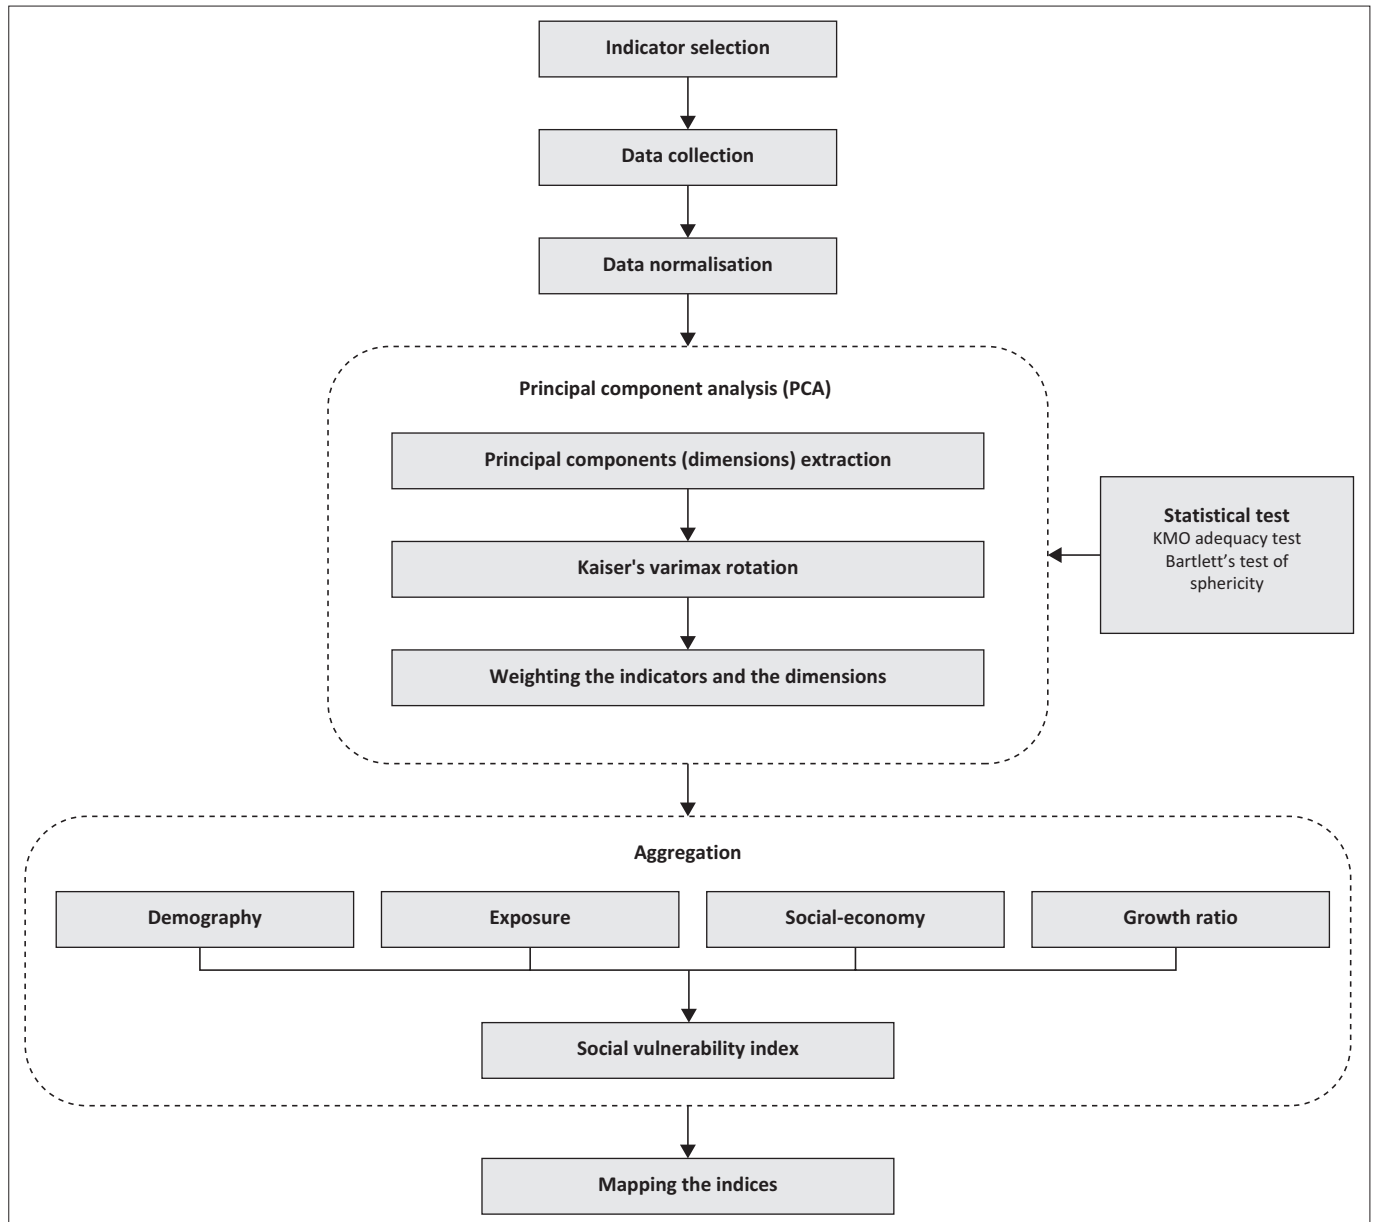 Indicator selection
Data collection
Data normalisation
Principal component analysis (PCA)
Principal components (dimensions) extraction
Kaiser's varimax rotation
Weighting the indicators and the dimensions
Statistical test
KMO adequacy test
Bartlett’s test of
sphericity
Aggregation
Demography
Exposure
Social-economy
Growth ratio
Social vulnerability index
Mapping the indices